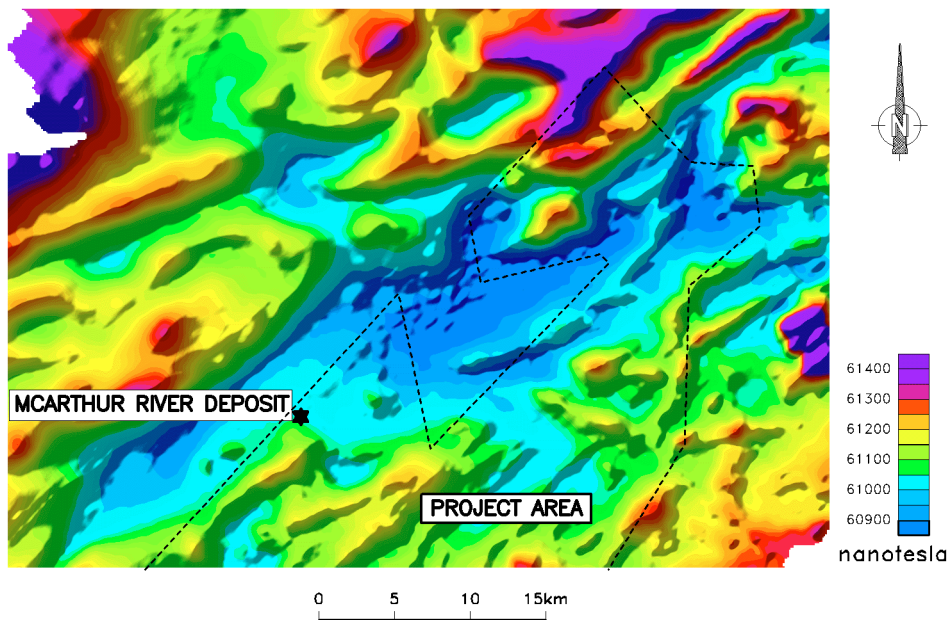 N
61400
61300
MCARTHUR RIVER DEPOSIT
61200
61100
61000
PROJECT AREA
60900
nanotesla
0 5 10 15km